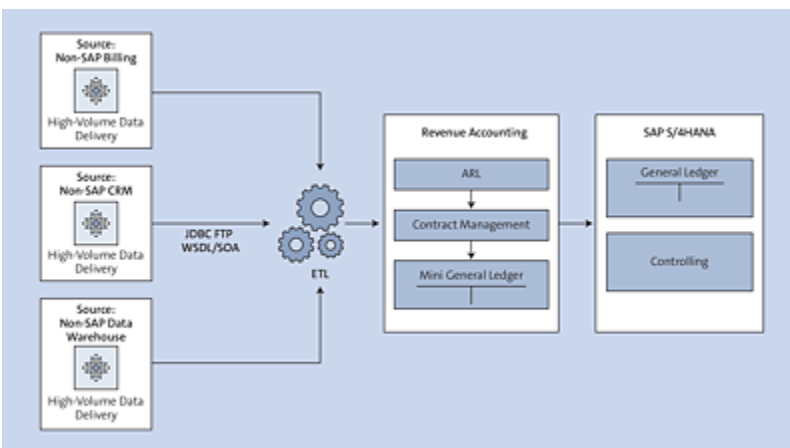 Source:
Non-SAP Billing
High-Volume Data
Delivery
Source:
Non-SAP CRM
High-Volume Data
Delivery
Source:
Non-SAP Data
Warehouse
High-Volume Data
Delivery
JDBC FTP
WSDL/SOA
ETL
Revenue Accounting
ARL
Contract Management
Mini General Ledger
SAP S/4HANA
General Ledger
Controlling